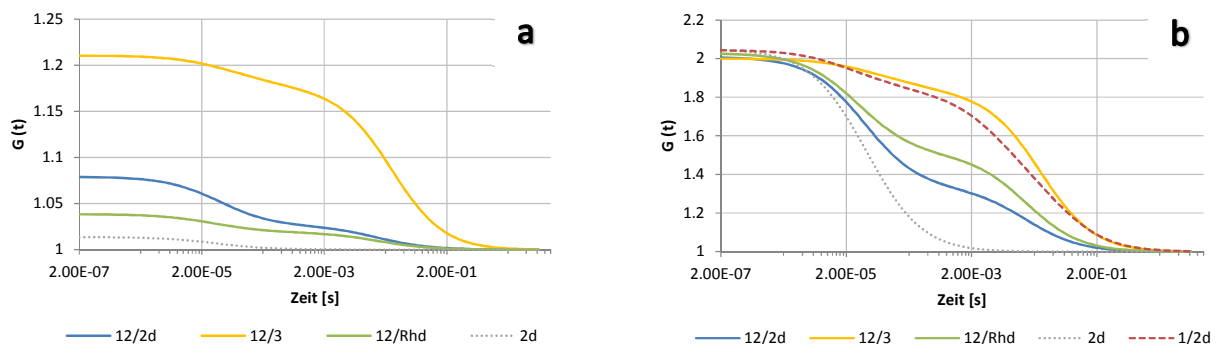 a
1.25
1.2
1.15
1.1
1.05
1
G (t)
2.00E-07 2.00E-05 2.00E-03 2.00E-01
Zeit [s]
12/2d 12/3 12/Rhd 2d
b
2.2
2
1.8
1.6
1.4
1.2
1
G (t)
2.00E-07 2.00E-05 2.00E-03 2.00E-01
Zeit [s]
12/2d 12/3 12/Rhd 2d 1/2d